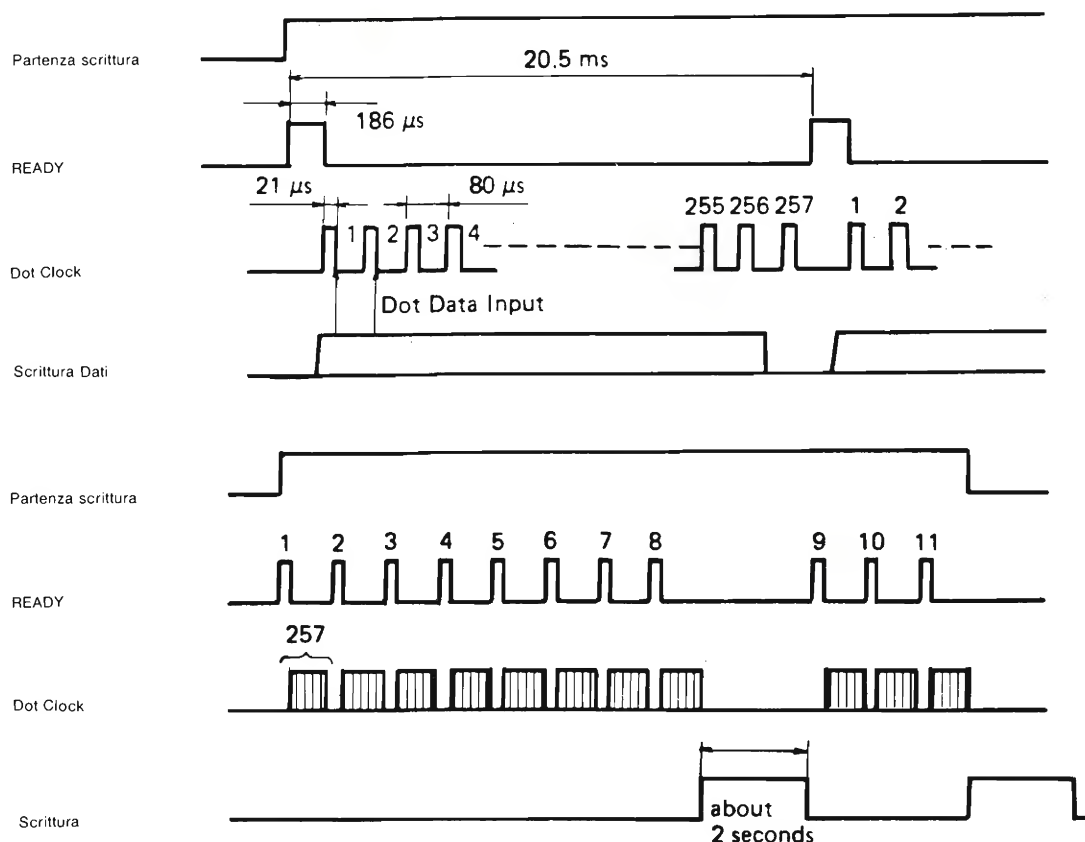 Partenza scrittura
20.5 ms
186 µs
READY
21 µs
80 µs
255 256 257 1 2
1 2 3 4
Dot Clock
Dot Data Input
Scrittura Dati
Partenza scrittura
1 2 3 4 5 6 7 8 9 10 11
READY
257
Dot Clock
about
2 seconds
Scrittura